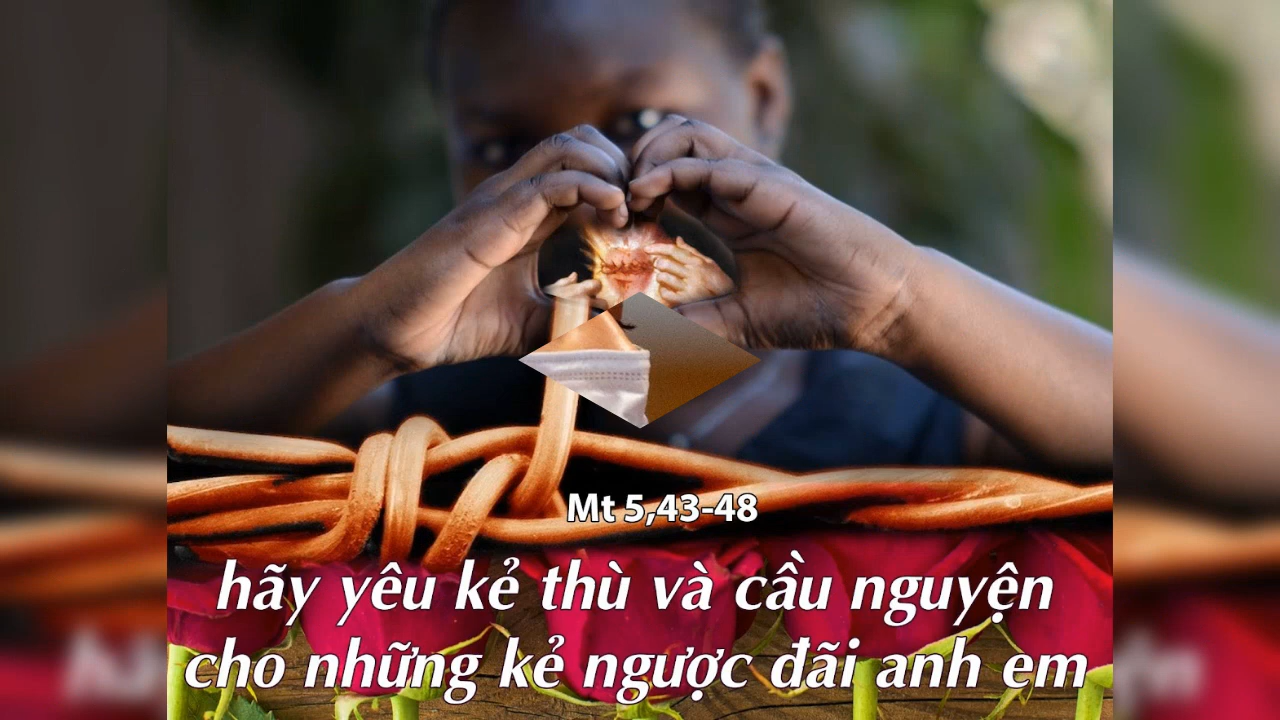 Mt 5,43-48
hãy yêu kẻ thù và cầu nguyện
cho những kẻ ngược đãi anh em